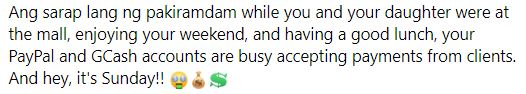 Ang sarap lang ng pakiramdam while you and your daughter were at
the mall, enjoying your weekend, and having a good lunch, your
PayPal and GCash accounts are busy accepting payments from clients.
And hey, it's Sunday!! 🤑💰💲